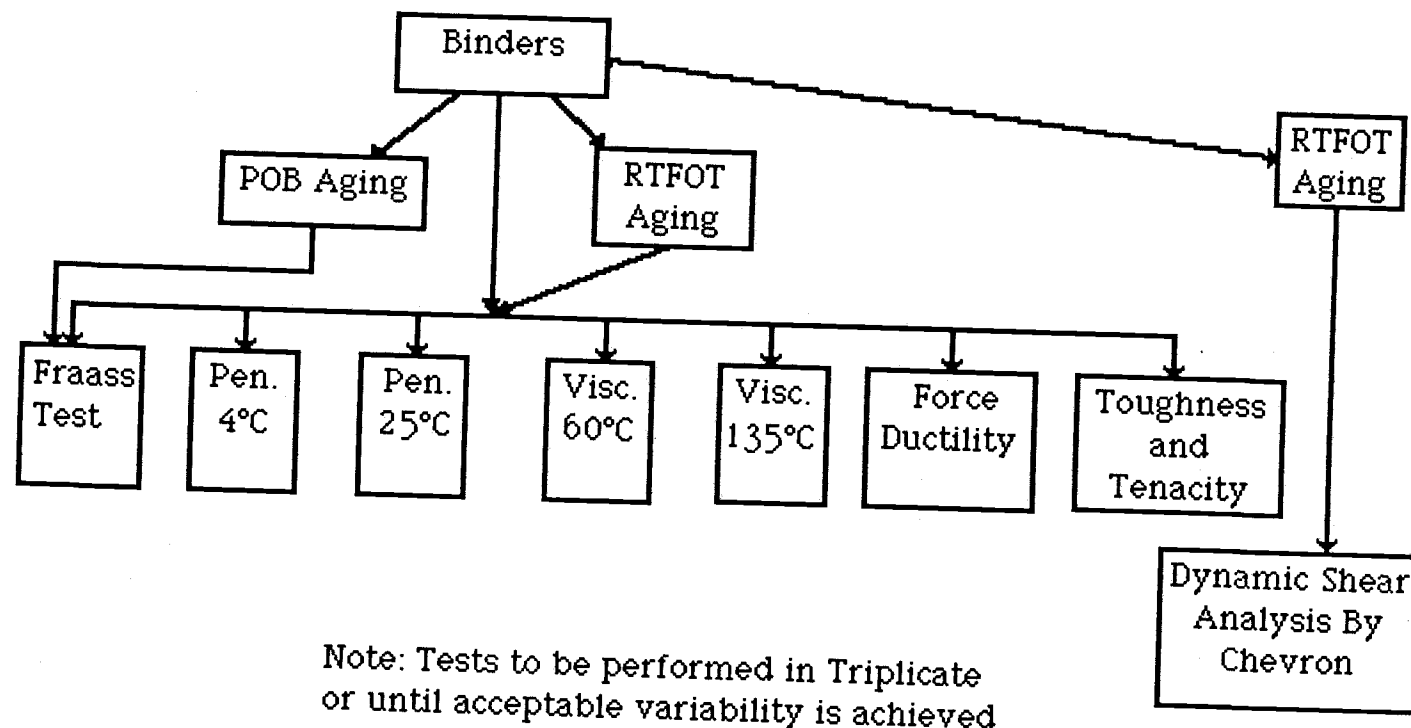 Binders
POB Aging
RTFOT
Aging
RTFOT
Aging
Fraass
Test
Pen.
4°C
Pen.
25°C
Visc.
60°C
Visc.
135°C
Force
Ductility
Toughness
and
Tenacity
Dynamic Shear
Analysis By
Chevron
Note: Tests to be performed in Triplicate
or until acceptable variability is achieved